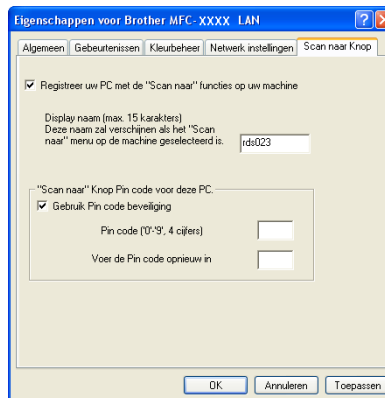 Eigenschappen voor Brother MFC-XXXX LAN
Algemeen Gebeurtenissen Kleurbeheer Netwerk instellingen Scan naar Knop
Registreer uw PC met de "Scan naar" functies op uw machine
Display naam (max. 15 karakters)
Deze naam zal verschijnen als het "Scan
naar" menu op de machine geselecteerd is.
rds023
"Scan naar" Knop Pin code voor deze PC.
Gebruik Pin code beveiliging
Pin code ('0'-'9', 4 cijfers)
Voer de Pin code opnieuw in
OK Annuleren Toepassen